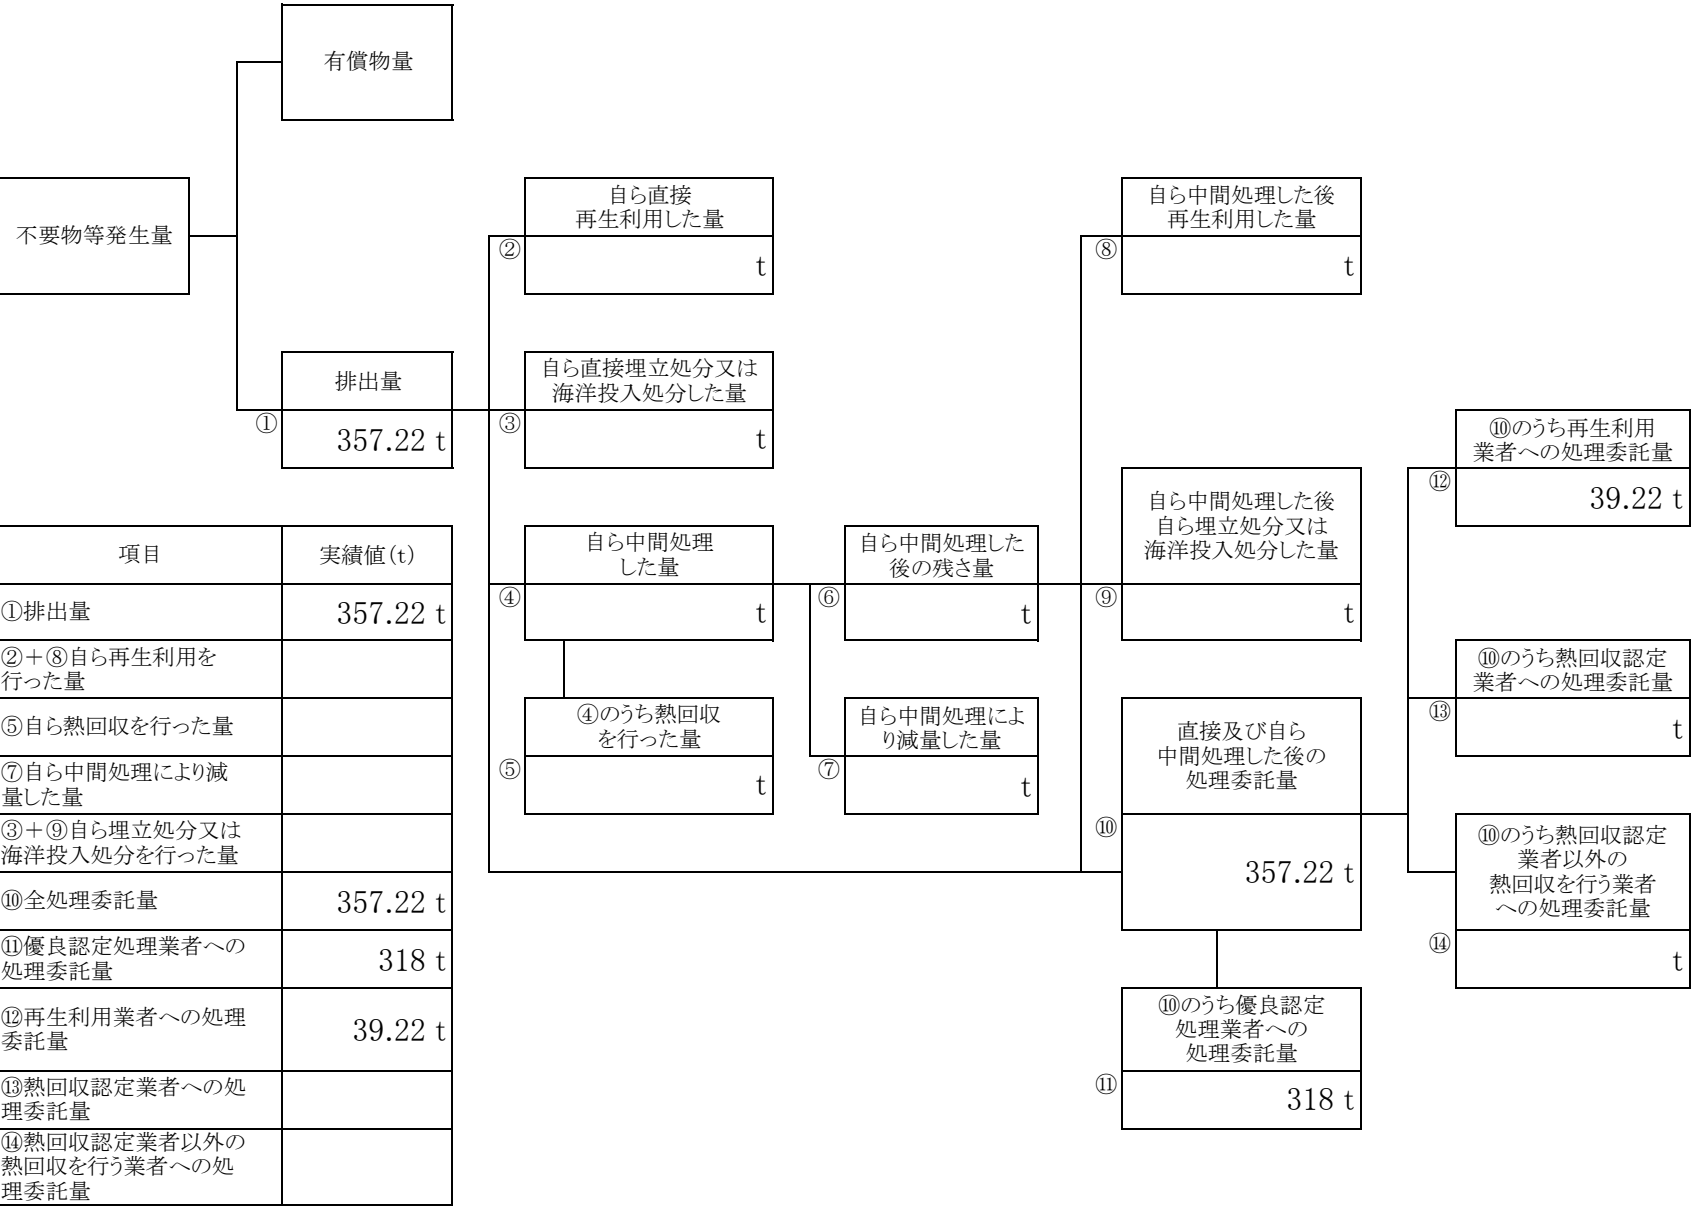 有償物量
不要物等発生量
自ら直接
再生利用した量
②
t
自ら中間処理した後
再生利用した量
⑧
t
排出量
①
357.22 t
自ら直接埋立処分又は
海洋投入処分した量
③
t
⑩のうち再生利用
業者への処理委託量
⑫
39.22 t
自ら中間処理
した量
④
t
自ら中間処理した
後の残さ量
⑥
t
自ら中間処理した後
自ら埋立処分又は
海洋投入処分した量
⑨
t
⑩のうち熱回収認定
業者への処理委託量
⑬
t
④のうち熱回収
を行った量
⑤
t
自ら中間処理によ
り減量した量
⑦
t
直接及び自ら
中間処理した後の
処理委託量
⑩
357.22 t
⑩のうち熱回収認定
業者以外の
熱回収を行う業者
への処理委託量
⑭
t
⑩のうち優良認定
処理業者への
処理委託量
⑪
318 t
項目
実績値(t)
①排出量
357.22 t
②＋⑧自ら再生利用を
行った量
⑤自ら熱回収を行った量
⑦自ら中間処理により減
量した量
③＋⑨自ら埋立処分又は
海洋投入処分を行った量
⑩全処理委託量
357.22 t
⑪優良認定処理業者への
処理委託量
318 t
⑫再生利用業者への処理
委託量
39.22 t
⑬熱回収認定業者への処
理委託量
⑭熱回収認定業者以外の
熱回収を行う業者への処
理委託量